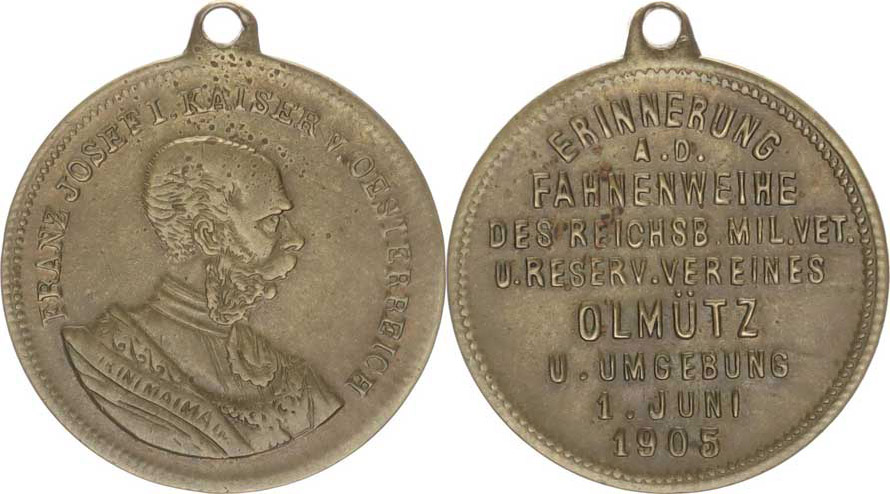 FRANZ JOSEF I. KAISER V. OESTERREICH
ERINNERUNG
A.D.
FAHNENWEIHE
DES REICHSB. MIL.VET.
U.RESERV.VEREINES
OLMÜTZ
U. UMGEBUNG
1. JUNI
1905